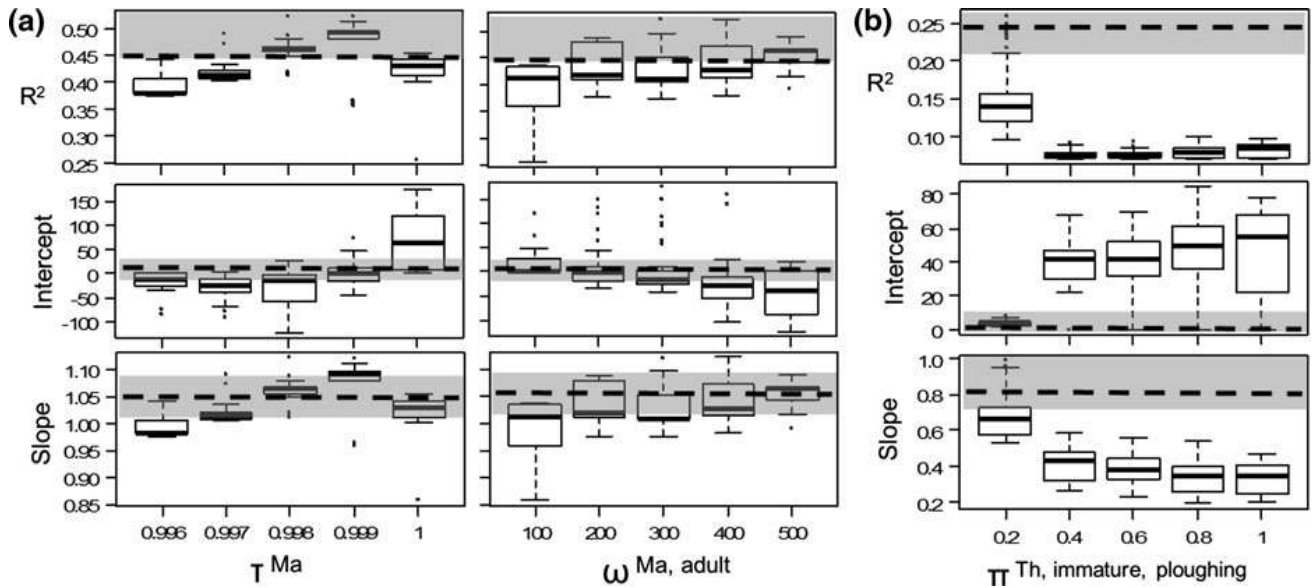 (a)
R²
0.50
0.45
0.40
0.35
0.30
0.25
Intercept
150
100
50
0
-50
-100
Slope
1.10
1.05
1.00
0.95
0.90
0.85
0.996 0.997 0.998 0.999 1
τ Ma
100 200 300 400 500
ω Ma, adult
(b)
R²
0.25
0.20
0.15
0.10
Intercept
80
60
40
20
0
Slope
1.0
0.8
0.6
0.4
0.2
0.2 0.4 0.6 0.8 1
π Th, immature, ploughing